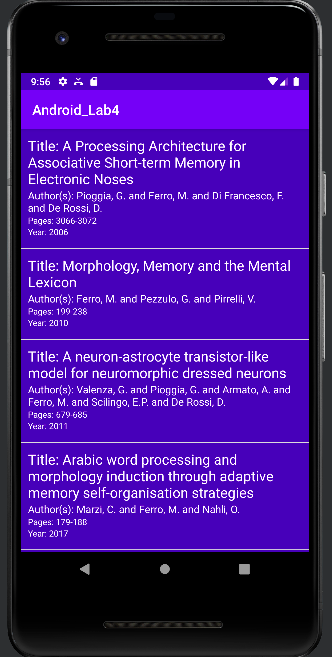 9:56
Android_Lab4
Title: A Processing Architecture for
Associative Short-term Memory in
Electronic Noses
Author(s): Pioggia, G. and Ferro, M. and Di Francesco, F.
and De Rossi, D.
Pages: 3066-3072
Year: 2006
Title: Morphology, Memory and the Mental
Lexicon
Author(s): Ferro, M. and Pezzulo, G. and Pirrelli, V.
Pages: 199 238
Year: 2010
Title: A neuron-astrocyte transistor-like
model for neuromorphic dressed neurons
Author(s): Valenza, G. and Pioggia, G. and Armato, A. and
Ferro, M. and Scilingo, E.P. and De Rossi, D.
Pages: 679-685
Year: 2011
Title: Arabic word processing and
morphology induction through adaptive
memory self-organisation strategies
Author(s): Marzi, C. and Ferro, M. and Nahli, O.
Pages: 179-188
Year: 2017